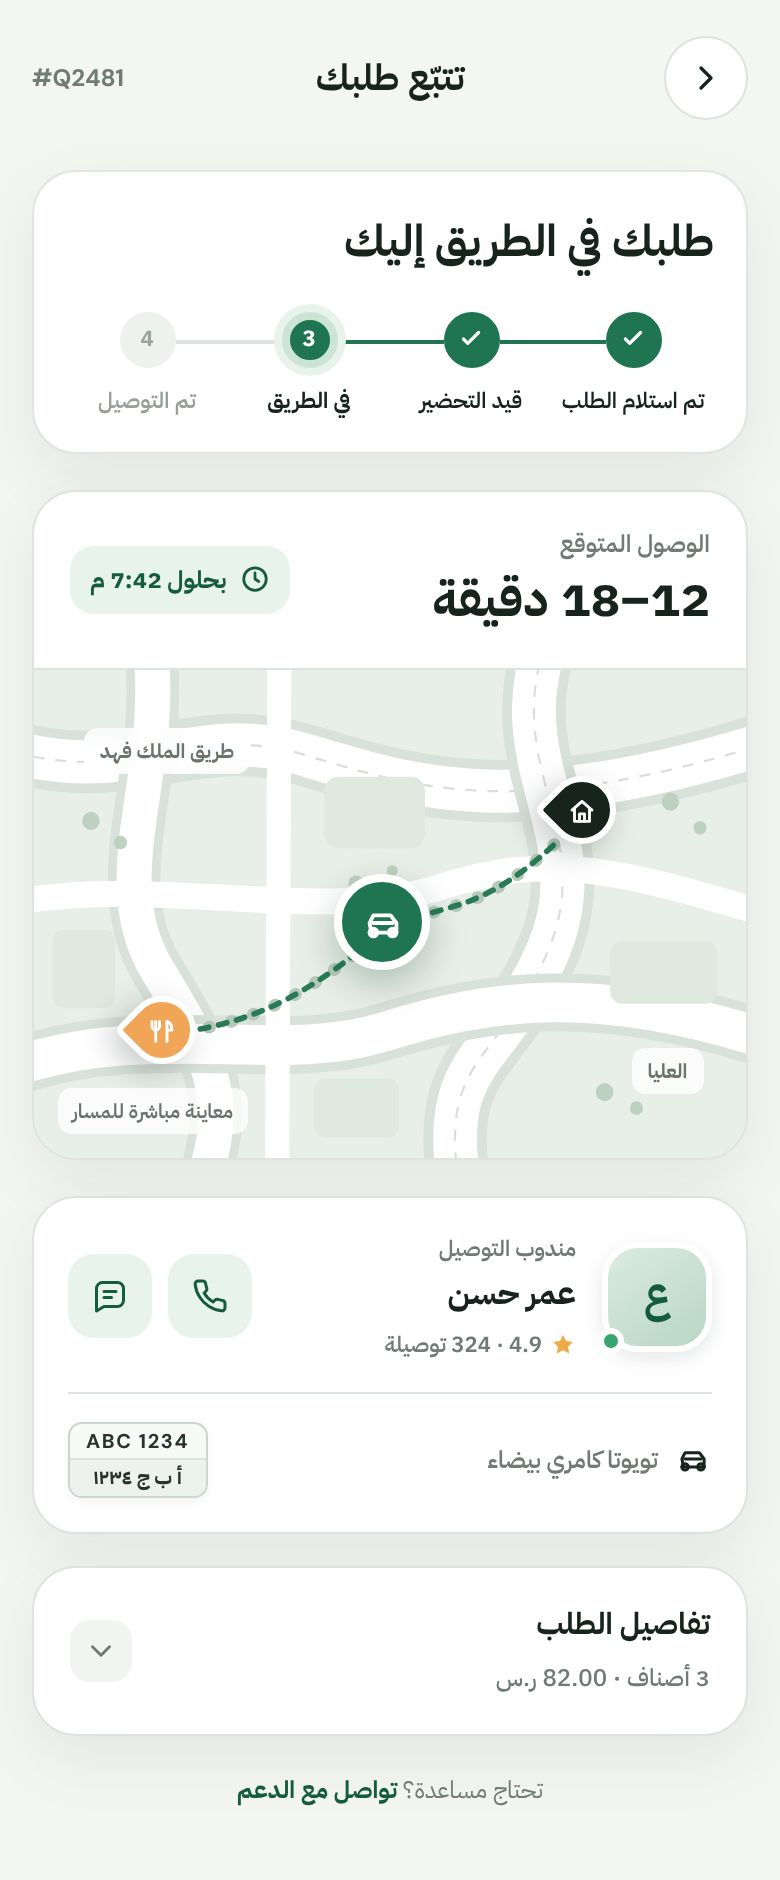 تتبّع طلبك
#Q2481
طلبك في الطريق إليك
تم استلام الطلب
قيد التحضير
3
في الطريق
4
تم التوصيل
الوصول المتوقع
12–18 دقيقة
بحلول 7:42 م
طريق الملك فهد
العليا
معاينة مباشرة للمسار
ع
مندوب التوصيل
عمر حسن
4.9 · 324 توصيلة
تويوتا كامري بيضاء
ABC 1234
أ ب ج ١٢٣٤
تفاصيل الطلب
3 أصناف · 82.00 ر.س
تحتاج مساعدة؟ تواصل مع الدعم